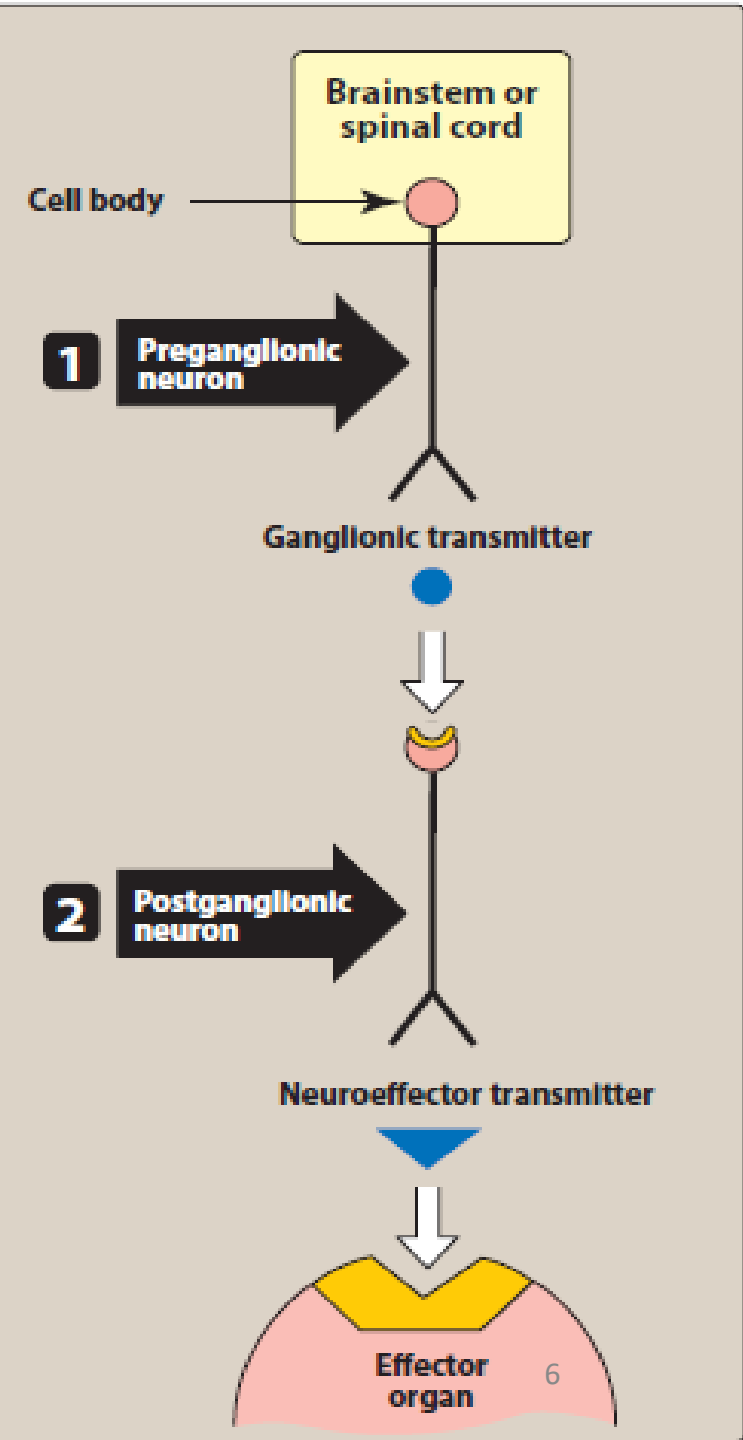 Brainstem or
spinal cord
Cell body
1
Preganglionic
neuron
Ganglionic transmitter
2
Postganglionic
neuron
Neuroeffector transmitter
Effector
organ
6